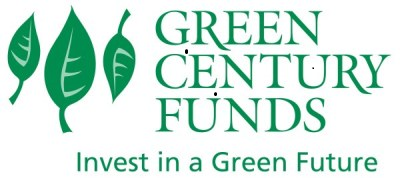 GREEN
CENTURY
FUNDS
Invest in a Green Future